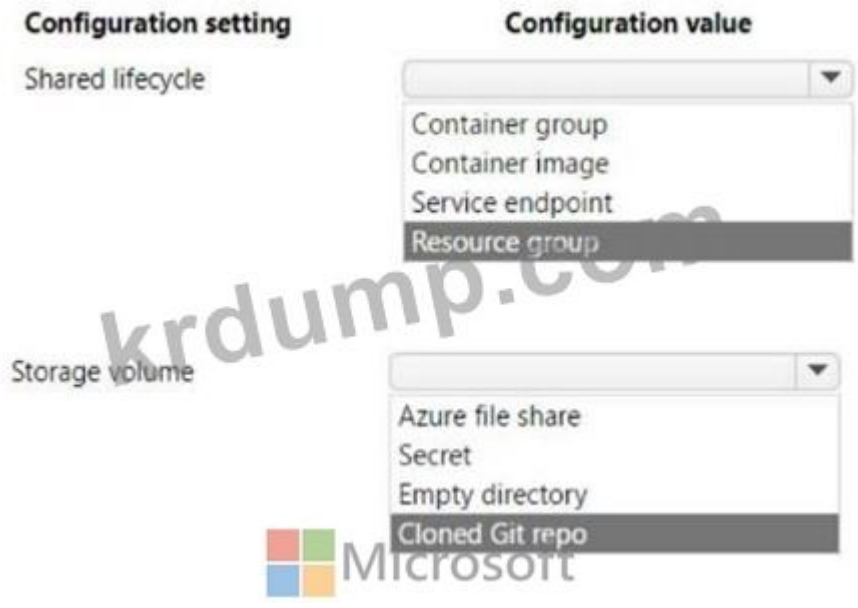 Configuration setting Configuration value
Shared lifecycle
Container group
Container image
Service endpoint
Resource group
krdump.com
Storage volume
Azure file share
Secret
Empty directory
Cloned Git repo
Microsoft